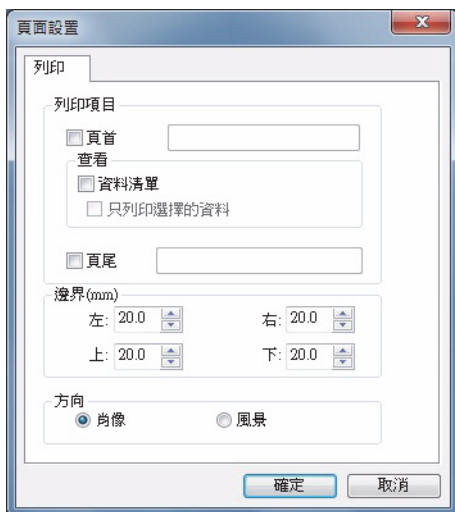 頁面設置
列印
列印項目
頁首
查看
資料清單
只列印選擇的資料
頁尾
邊界(mm)
左: 20.0 右: 20.0
上: 20.0 下: 20.0
方向
肖像 風景
確定 取消